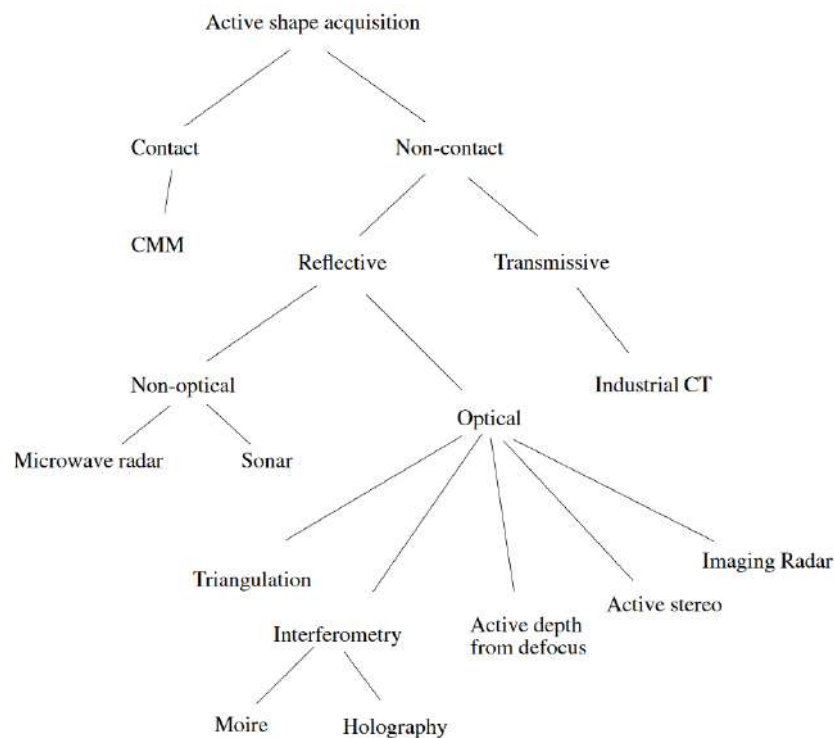 Active shape acquisition
Contact
Non-contact
CMM
Reflective
Transmissive
Non-optical
Industrial CT
Optical
Microwave radar
Sonar
Imaging Radar
Triangulation
Active stereo
Interferometry
Active depth
from defocus
Moire
Holography